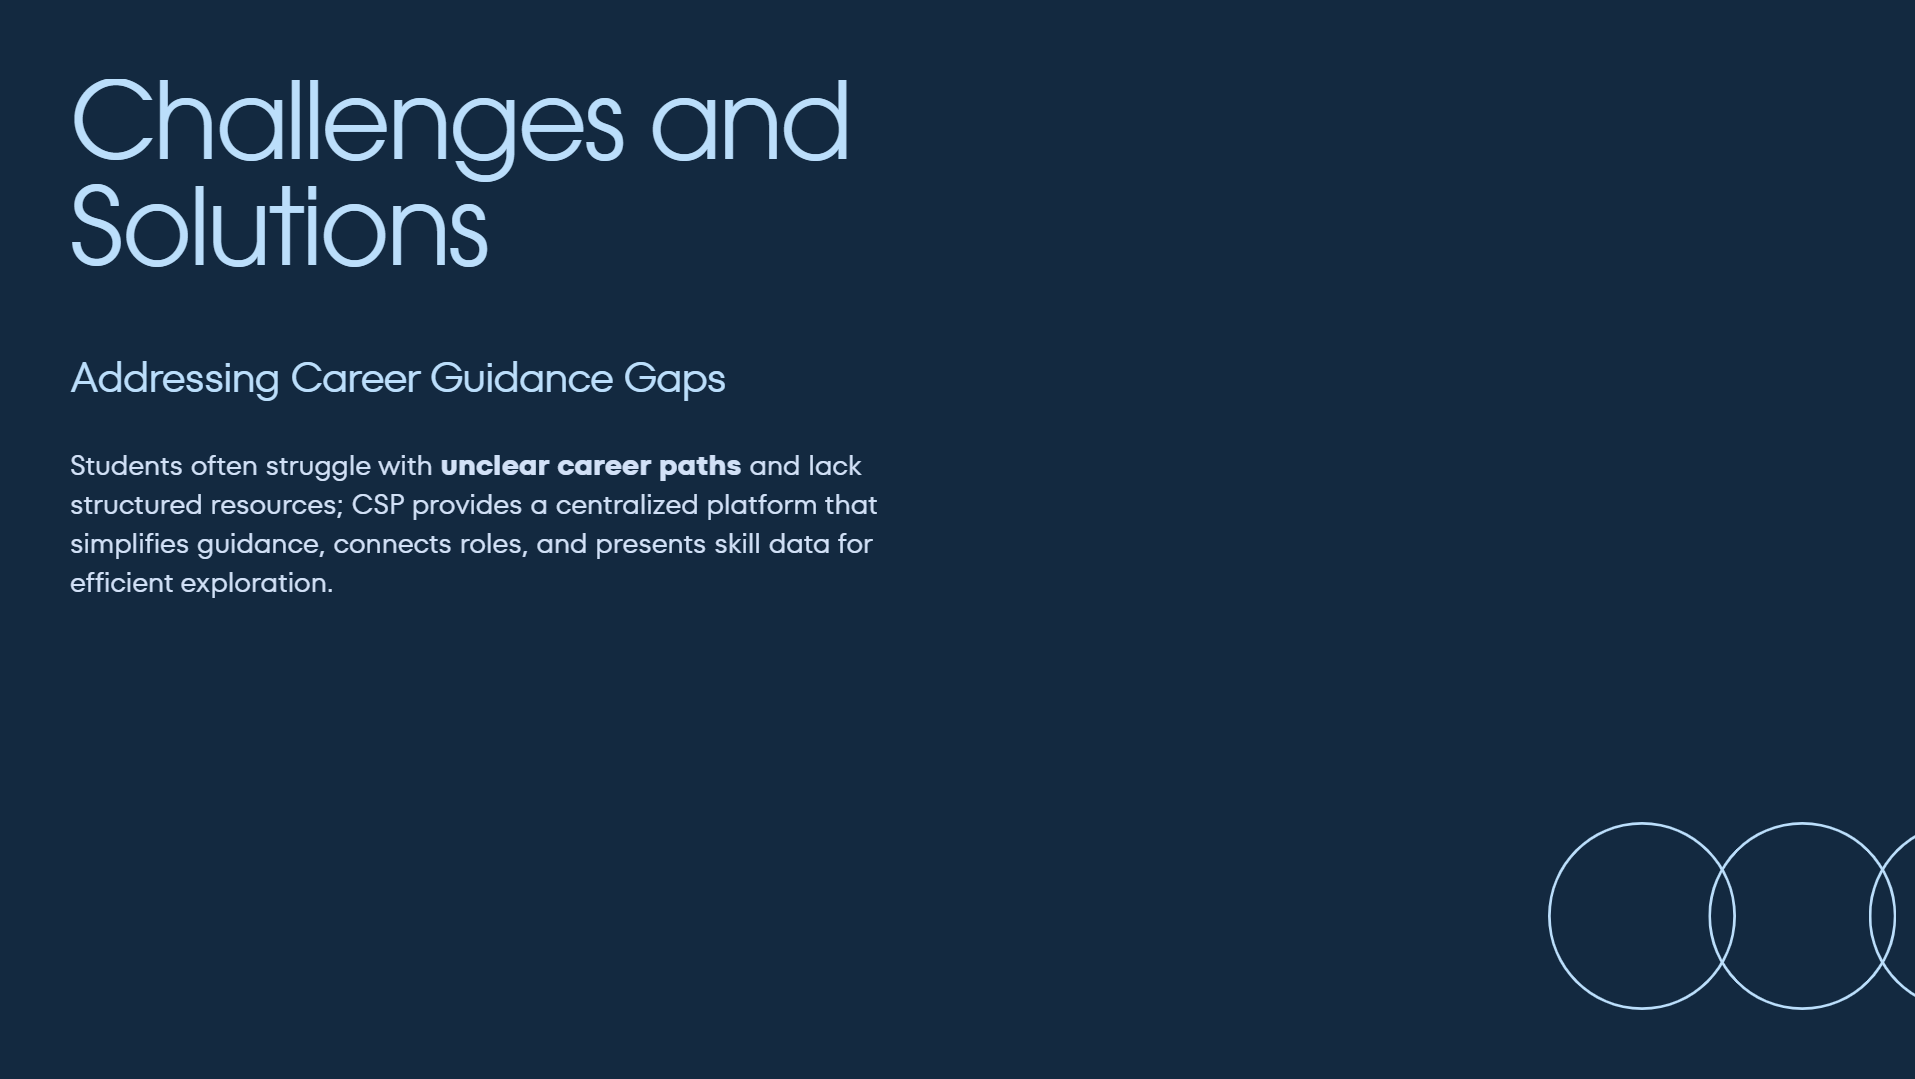 Challenges and
Solutions
Addressing Career Guidance Gaps
Students often struggle with unclear career paths and lack
structured resources; CSP provides a centralized platform that
simplifies guidance, connects roles, and presents skill data for
efficient exploration.